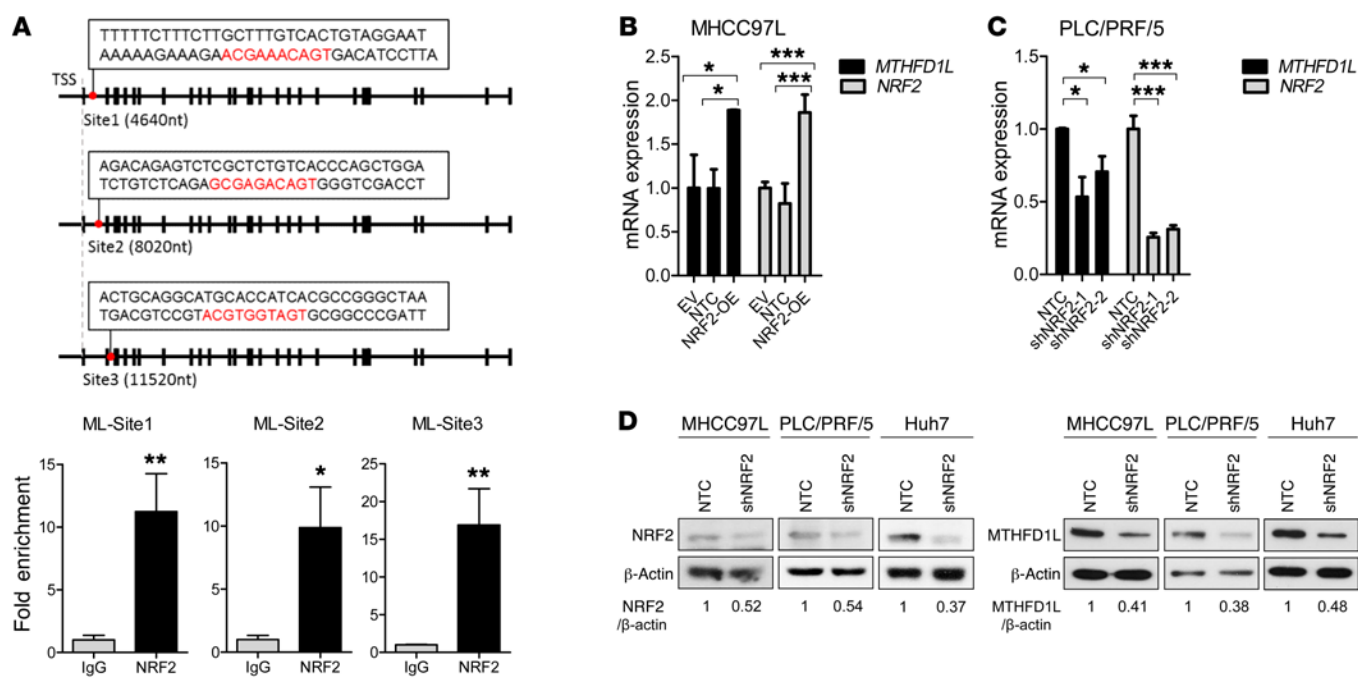 A
TTTTTCTTTCTTGCTTTGTCACTGTAGGAAT
AAAAAGAAAGAACGAAACAGTGACATCCTTA
TSS
Site1 (4640nt)
AGACAGAGTCTCGCTCTGTCACCCAGCTGGA
TCTGTCTCAGAGCGAGACAGTGGGTCGACCT
Site2 (8020nt)
ACTGCAGGCATGCACCATCACGCCGGGCTAA
TGACGTCCGTACGTGGTAGTGCGGCCCGATT
Site3 (11520nt)
ML-Site1
ML-Site2
ML-Site3
Fold enrichment
15
10
5
0
**
IgG
NRF2
15
10
5
0
*
IgG
NRF2
25
20
15
10
5
0
**
IgG
NRF2
B
MHCC97L
mRNA expression
2.5
2.0
1.5
1.0
0.5
0.0
*
*
***
***
MTHFD1L
NRF2
EV
NTC
NRF2-OE
EV
NTC
NRF2-OE
C
PLC/PRF/5
mRNA expression
1.5
1.0
0.5
0.0
*
*
***
***
MTHFD1L
NRF2
NTC
shNRF2-1
shNRF2-2
NTC
shNRF2-1
shNRF2-2
D
MHCC97L PLC/PRF/5 Huh7
NTC shNRF2 NTC shNRF2 NTC shNRF2
NRF2
β-Actin
NRF2 1 0.52 1 0.54 1 0.37
/β-actin
MHCC97L PLC/PRF/5 Huh7
NTC shNRF2 NTC shNRF2 NTC shNRF2
MTHFD1L
β-Actin
MTHFD1L 1 0.41 1 0.38 1 0.48
/β-actin